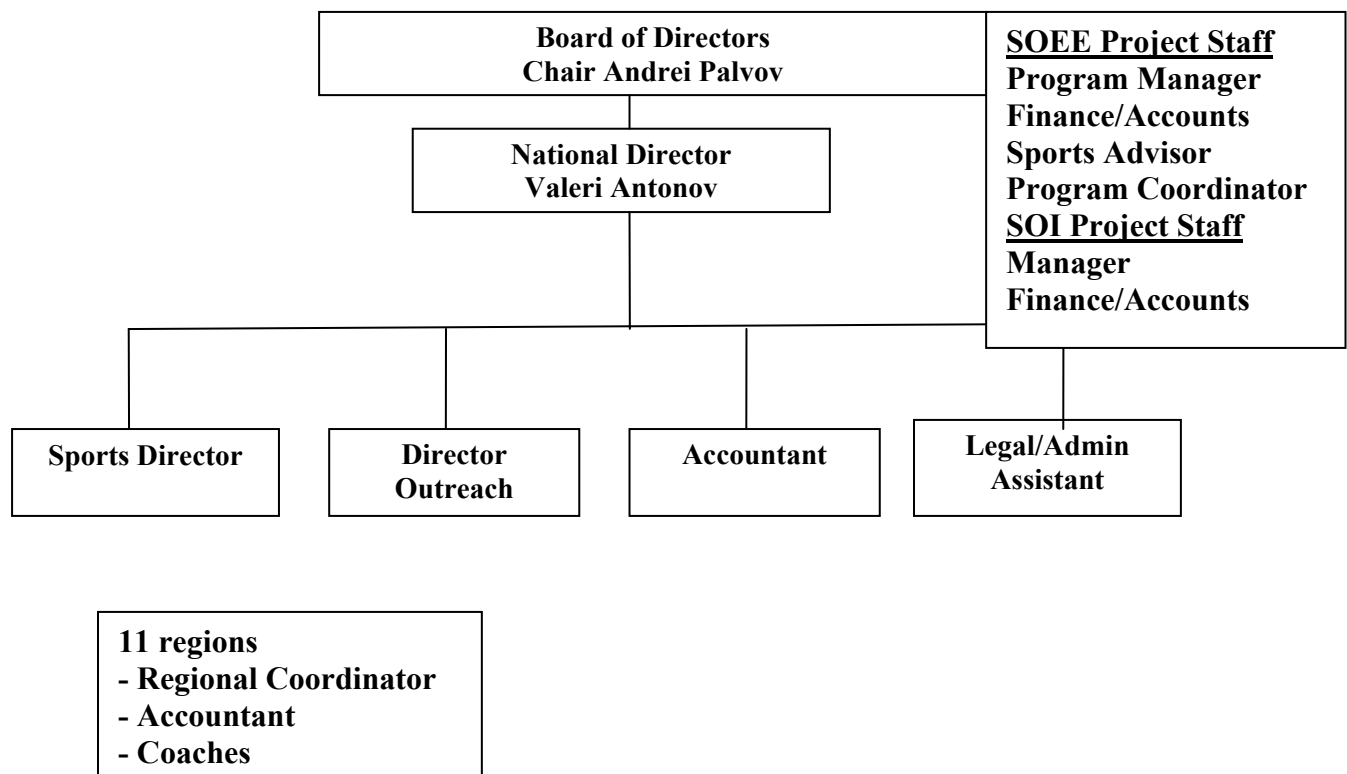 Board of Directors
Chair Andrei Palvov
SOEE Project Staff
Program Manager
Finance/Accounts
Sports Advisor
Program Coordinator
SOI Project Staff
Manager
Finance/Accounts
National Director
Valeri Antonov
Sports Director
Director
Outreach
Accountant
Legal/Admin
Assistant
11 regions
- Regional Coordinator
- Accountant
- Coaches